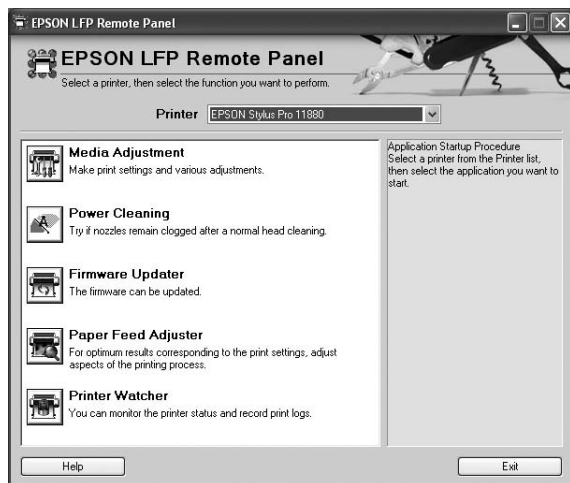 EPSON LFP Remote Panel
EPSON LFP Remote Panel
Select a printer, then select the function you want to perform.
Printer EPSON Stylus Pro 11880
Media Adjustment
Make print settings and various adjustments.
Power Cleaning
Try if nozzles remain clogged after a normal head cleaning.
Firmware Updater
The firmware can be updated.
Paper Feed Adjuster
For optimum results corresponding to the print settings, adjust
aspects of the printing process.
Printer Watcher
You can monitor the printer status and record print logs.
Application Startup Procedure
Select a printer from the Printer list,
then select the application you want to
start.
Help
Exit